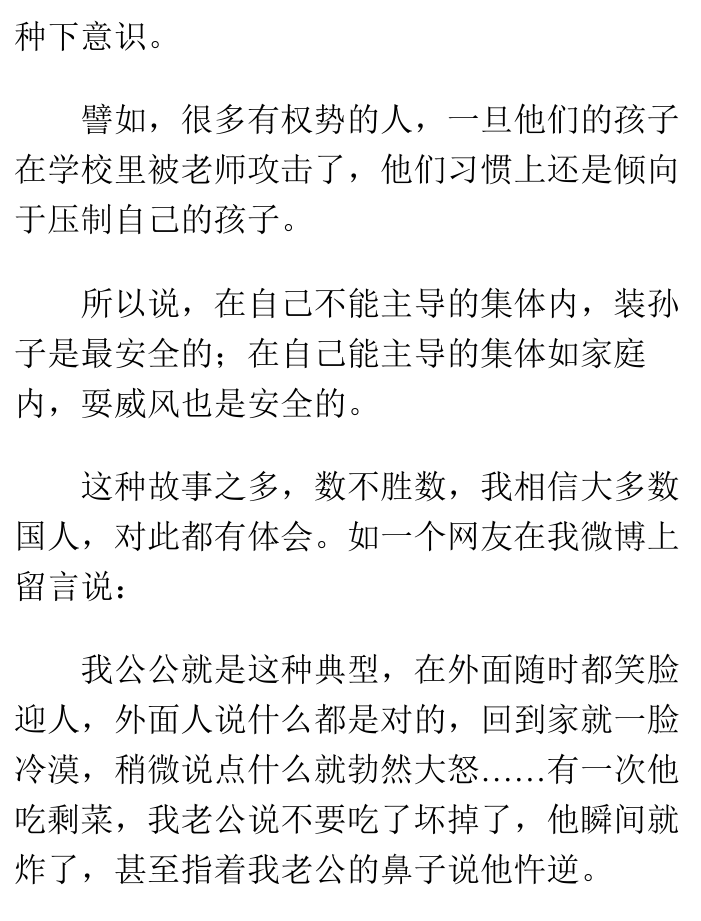 种下意识。
譬如，很多有权势的人，一旦他们的孩子
在学校里被老师攻击了，他们习惯上还是倾向
于压制自己的孩子。
所以说，在自己不能主导的集体内，装孙
子是最安全的；在自己能主导的集体如家庭
内，耍威风也是安全的。
这种故事之多，数不胜数，我相信大多数
国人，对此都有体会。如一个网友在我微博上
留言说：
我公公就是这种典型，在外面随时都笑脸
迎人，外面人说什么都是对的，回到家就一脸
冷漠，稍微说点什么就勃然大怒……有一次他
吃剩菜，我老公说不要吃了坏掉了，他瞬间就
炸了，甚至指着我老公的鼻子说他忤逆。